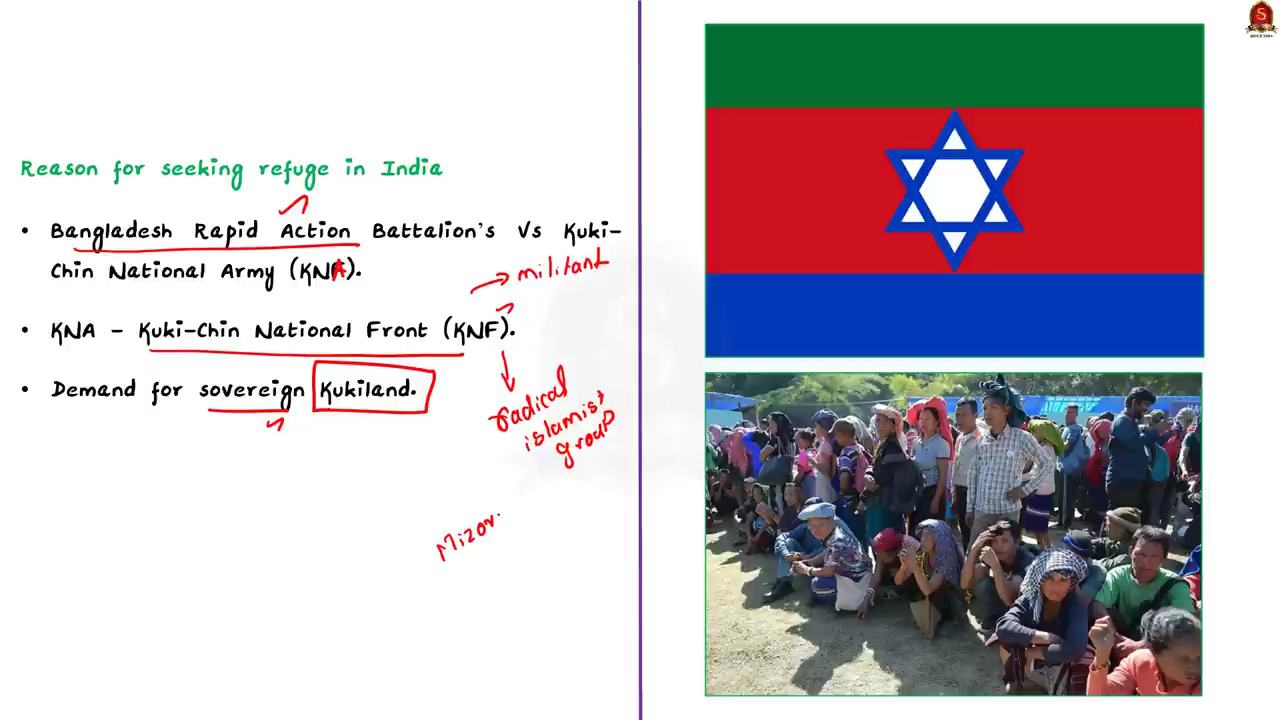 Reason for seeking refuge in India
• Bangladesh Rapid Action Battalion's Vs Kuki-
Chin National Army (KNA).
→ militant
• KNA - Kuki-Chin National Front (KNF).
• Demand for sovereign Kukiland.
radical
islamist
group
Mizor